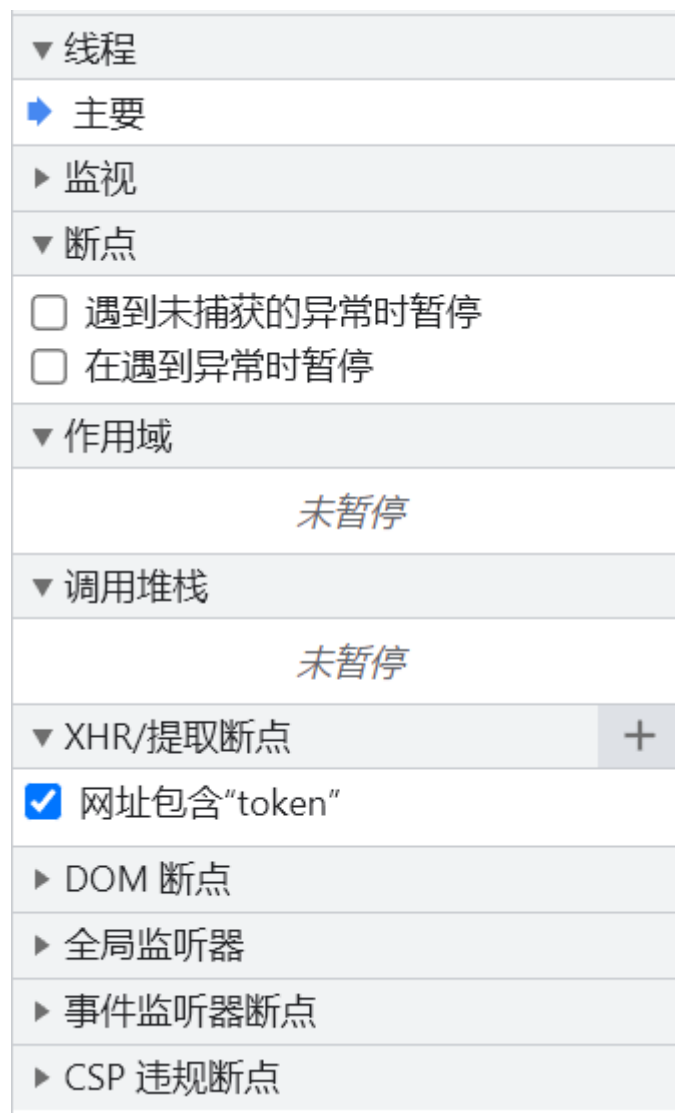 线程
主要
监视
断点
遇到未捕获的异常时暂停
在遇到异常时暂停
作用域
未暂停
调用堆栈
未暂停
XHR/提取断点
网址包含“token”
DOM 断点
全局监听器
事件监听器断点
CSP 违规断点